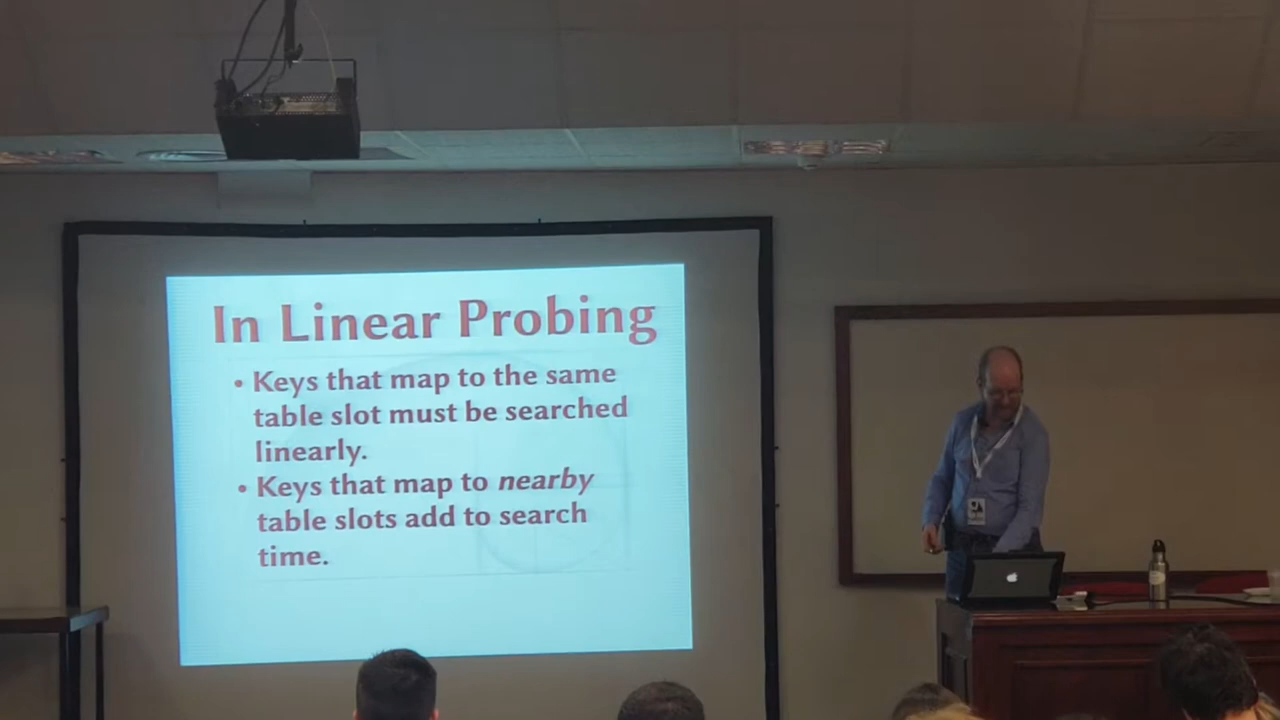 In Linear Probing
• Keys that map to the same
table slot must be searched
linearly.
• Keys that map to nearby
table slots add to search
time.